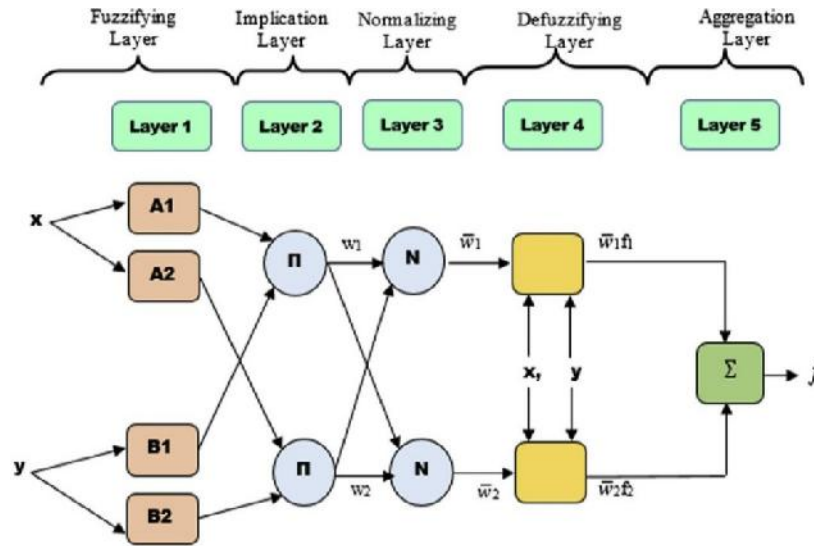 Fuzzifying Layer
Implication Layer
Normalizing Layer
Defuzzifying Layer
Aggregation Layer
Layer 1
Layer 2
Layer 3
Layer 4
Layer 5
A1
x
A2
Π
w₁
N
w̅₁
w̅₁f₁
x,
y
Σ
B1
y
B2
Π
w₂
N
w̅₂
w̅₂f₂